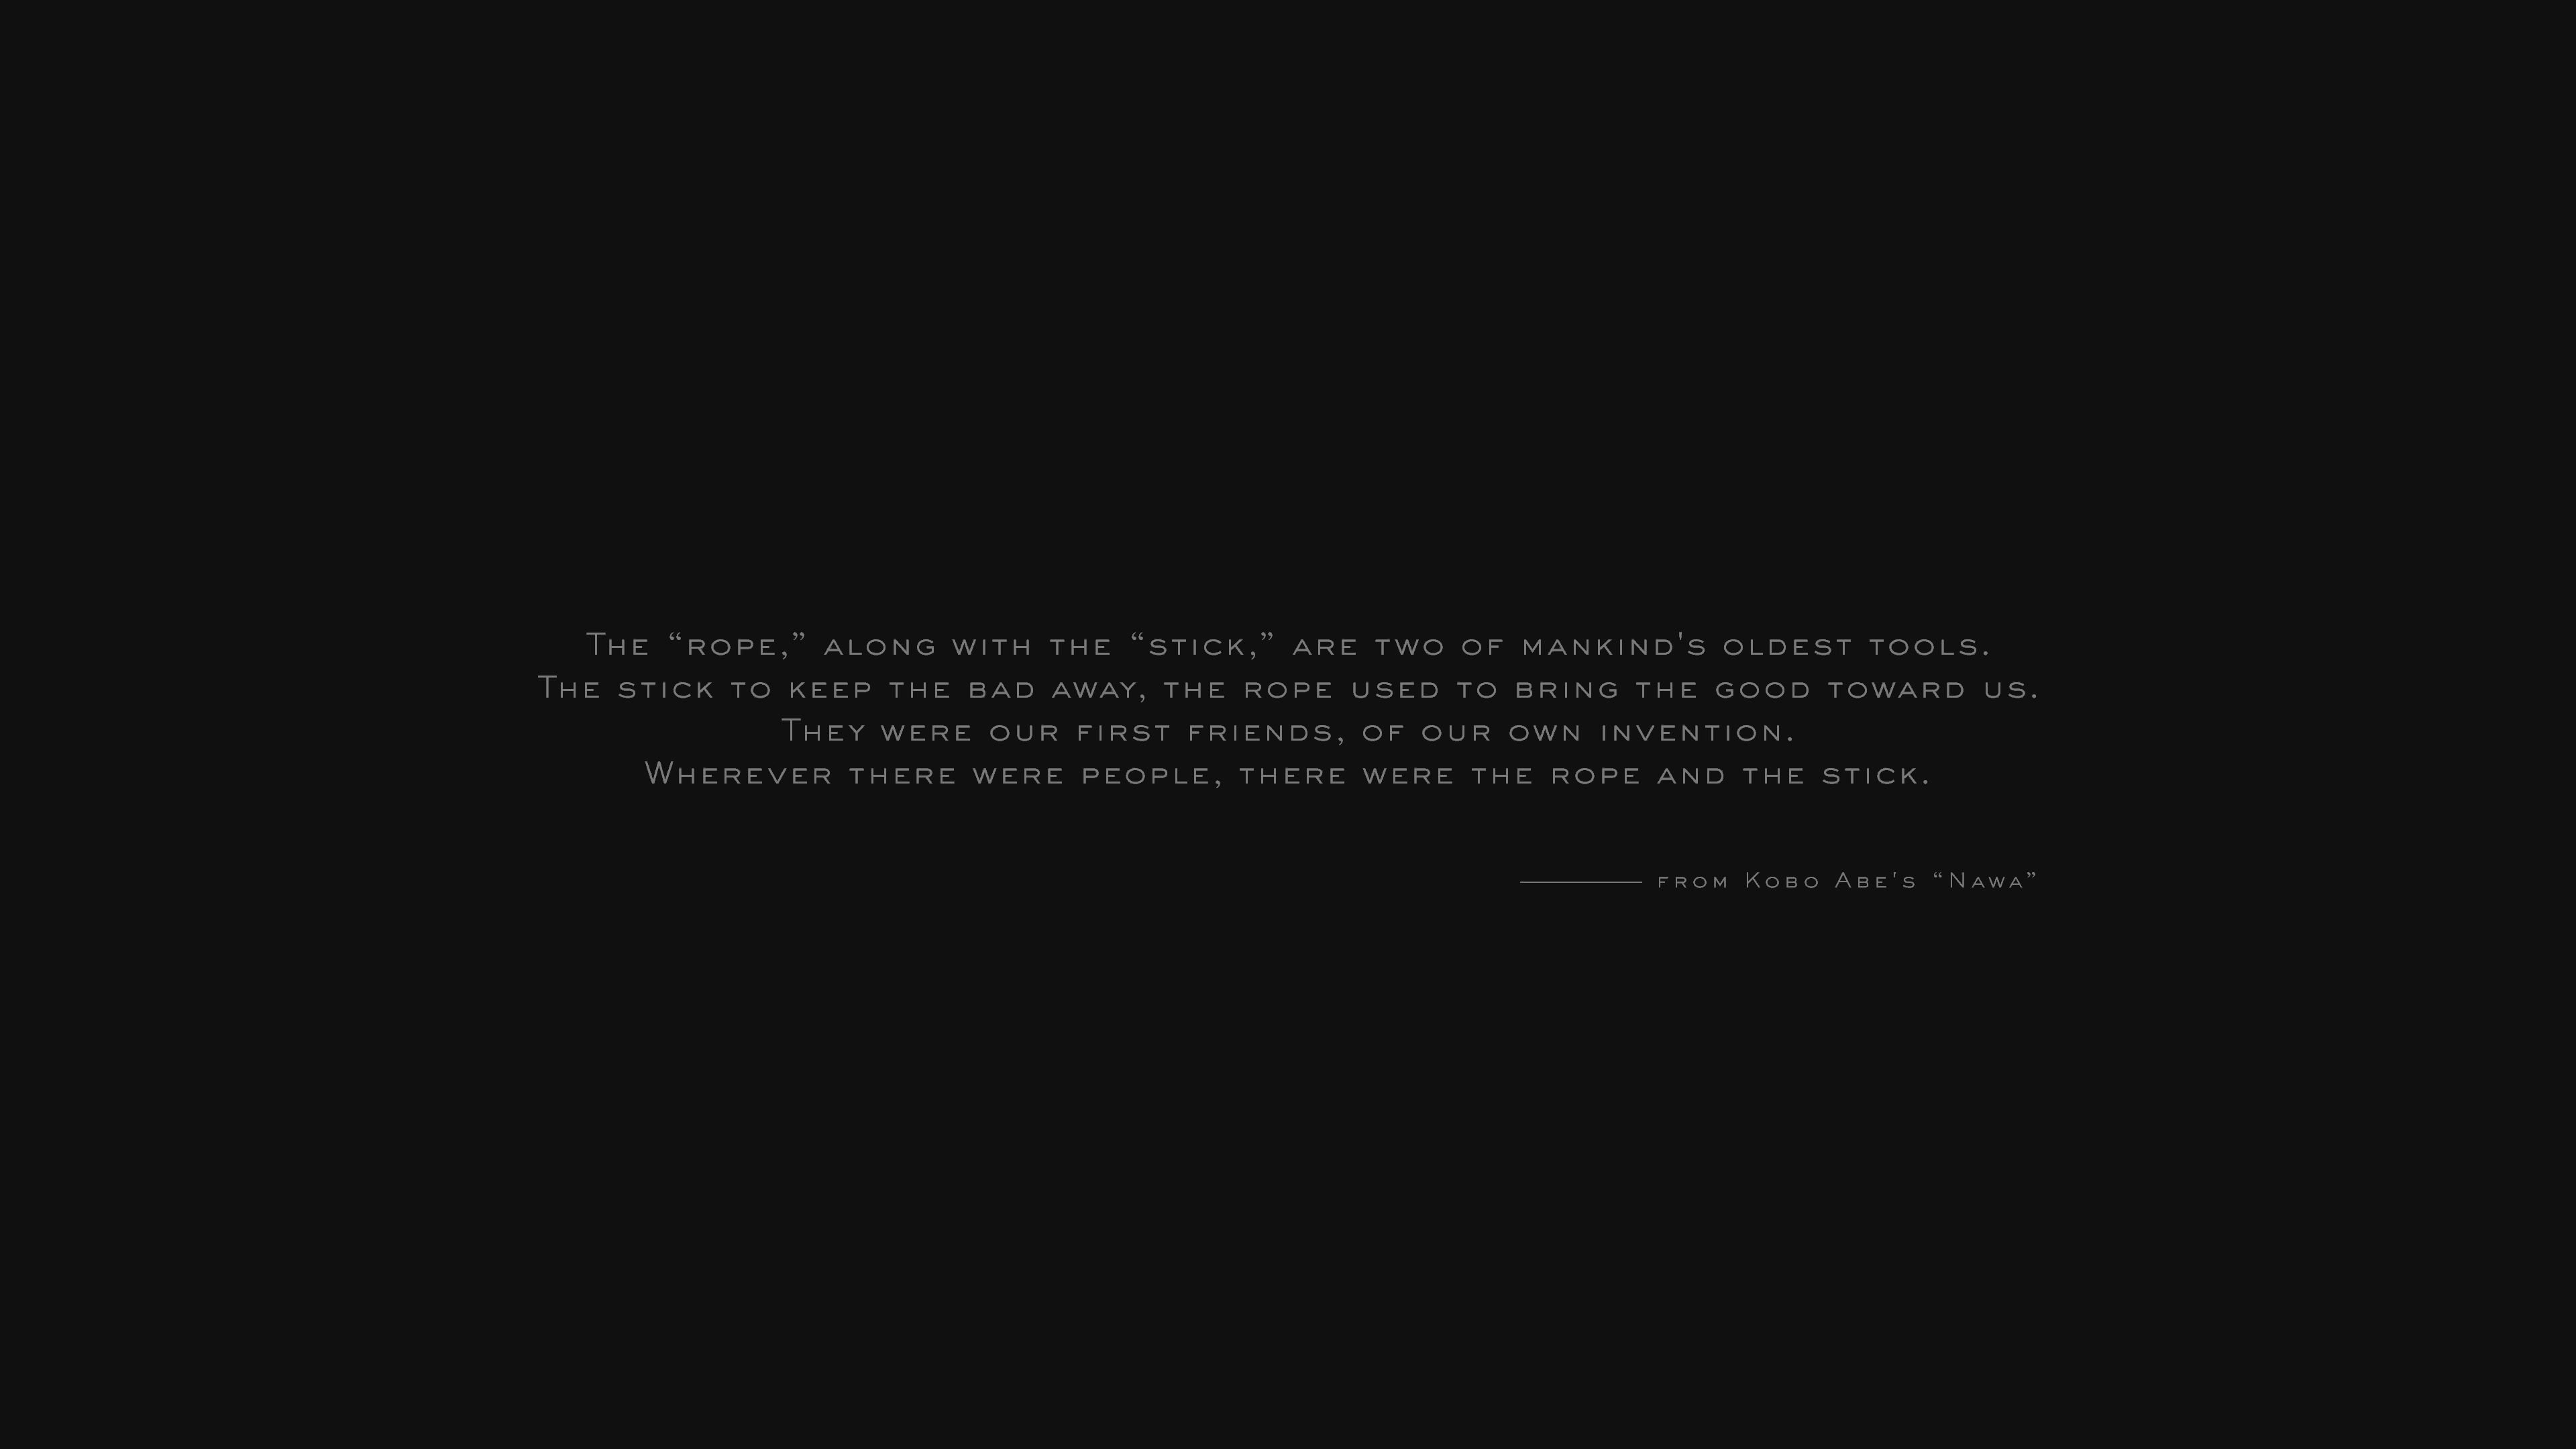 The “rope,” along with the “stick,” are two of mankind's oldest tools.
The stick to keep the bad away, the rope used to bring the good toward us.
They were our first friends, of our own invention.
Wherever there were people, there were the rope and the stick.
from Kobo Abe's “Nawa”